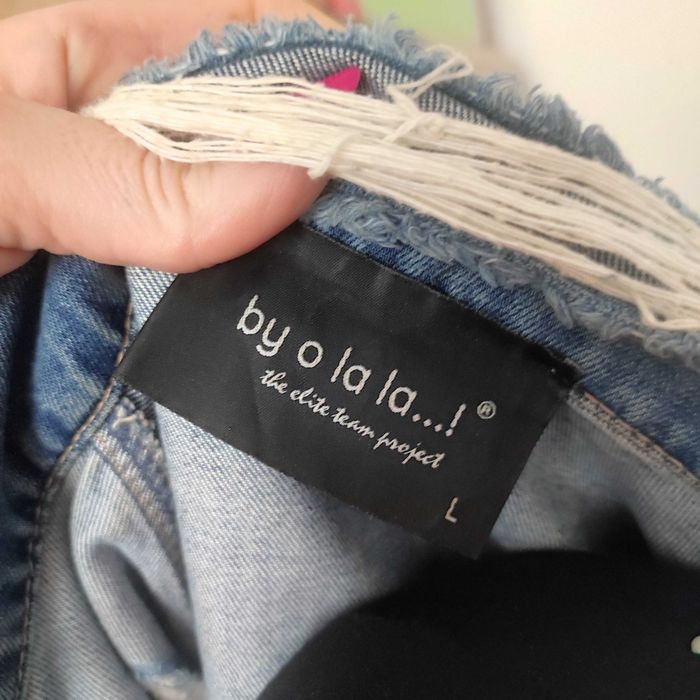 by o la la...! ®
the elite team project
L